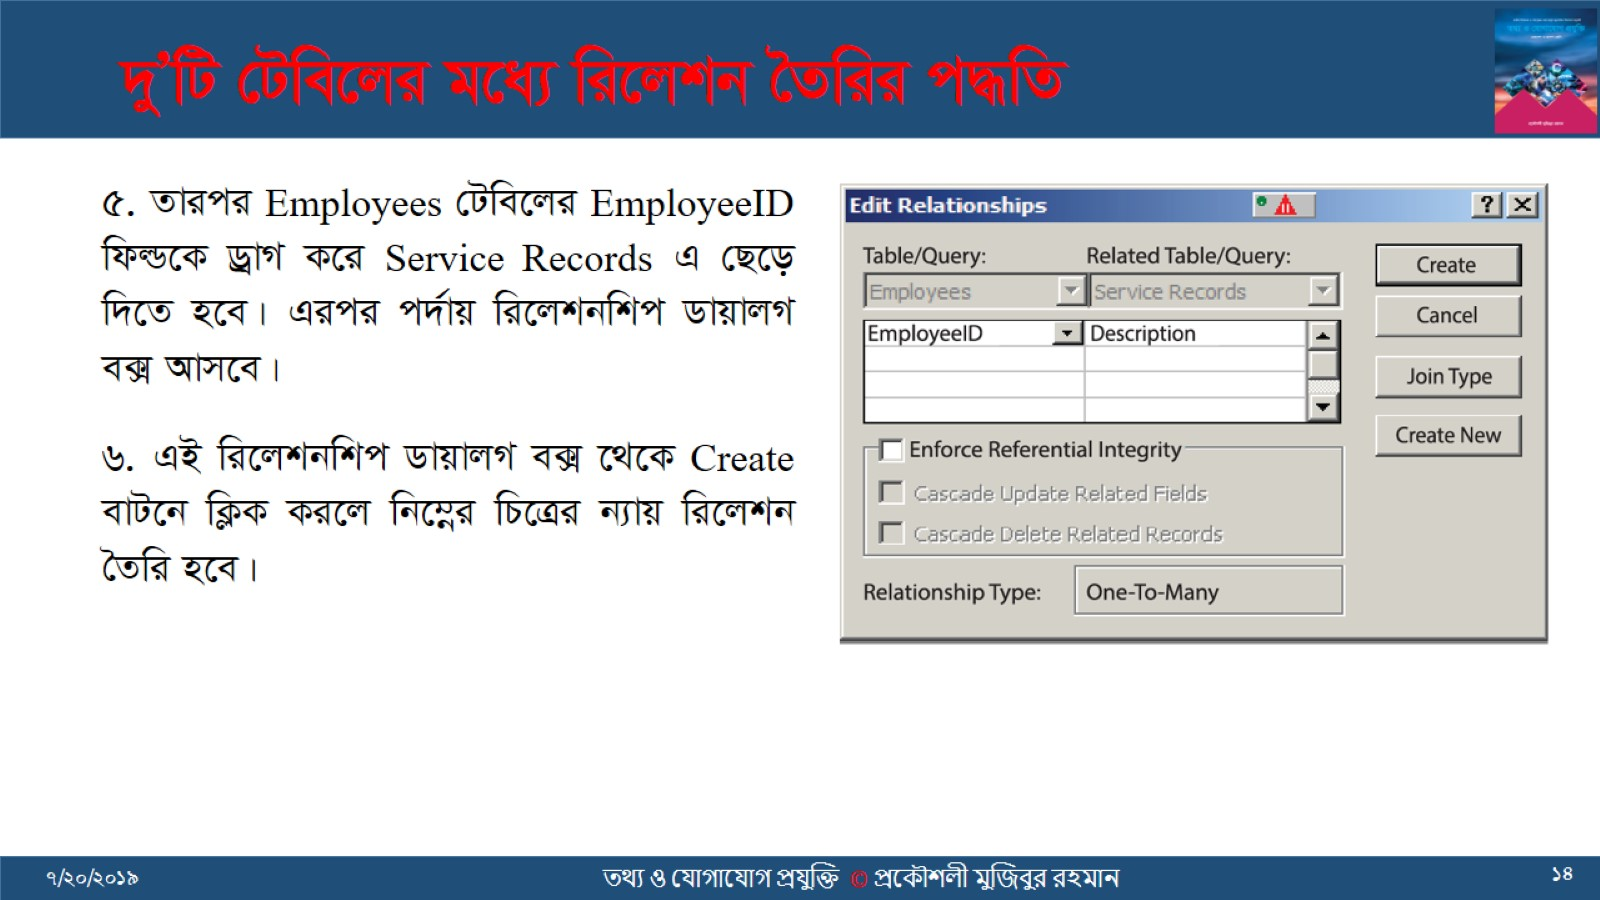 দু’টি টেবিলের মধ্যে রিলেশন তৈরির পদ্ধতি
৫. তারপর Employees টেবিলের EmployeeID
ফিল্ডকে ড্র্রাগ করে Service Records এ ছেড়ে
দিতে হবে। এরপর পর্দায় রিলেশনশিপ ডায়ালগ
বক্স আসবে।
৬. এই রিলেশনশিপ ডায়ালগ বক্স থেকে Create
বাটনে ক্লিক করলে নিম্নের চিত্রের ন্যায় রিলেশন
তৈরি হবে।
Edit Relationships
Table/Query: Related Table/Query:
Employees Service Records
EmployeeID Description
Create
Cancel
Join Type
Create New
Enforce Referential Integrity
Cascade Update Related Fields
Cascade Delete Related Records
Relationship Type: One-To-Many
৭/২০/২০১৯
তথ্য ও যোগাযোগ প্রযুক্তি © প্রকৌশলী মুজিবুর রহমান
১৪